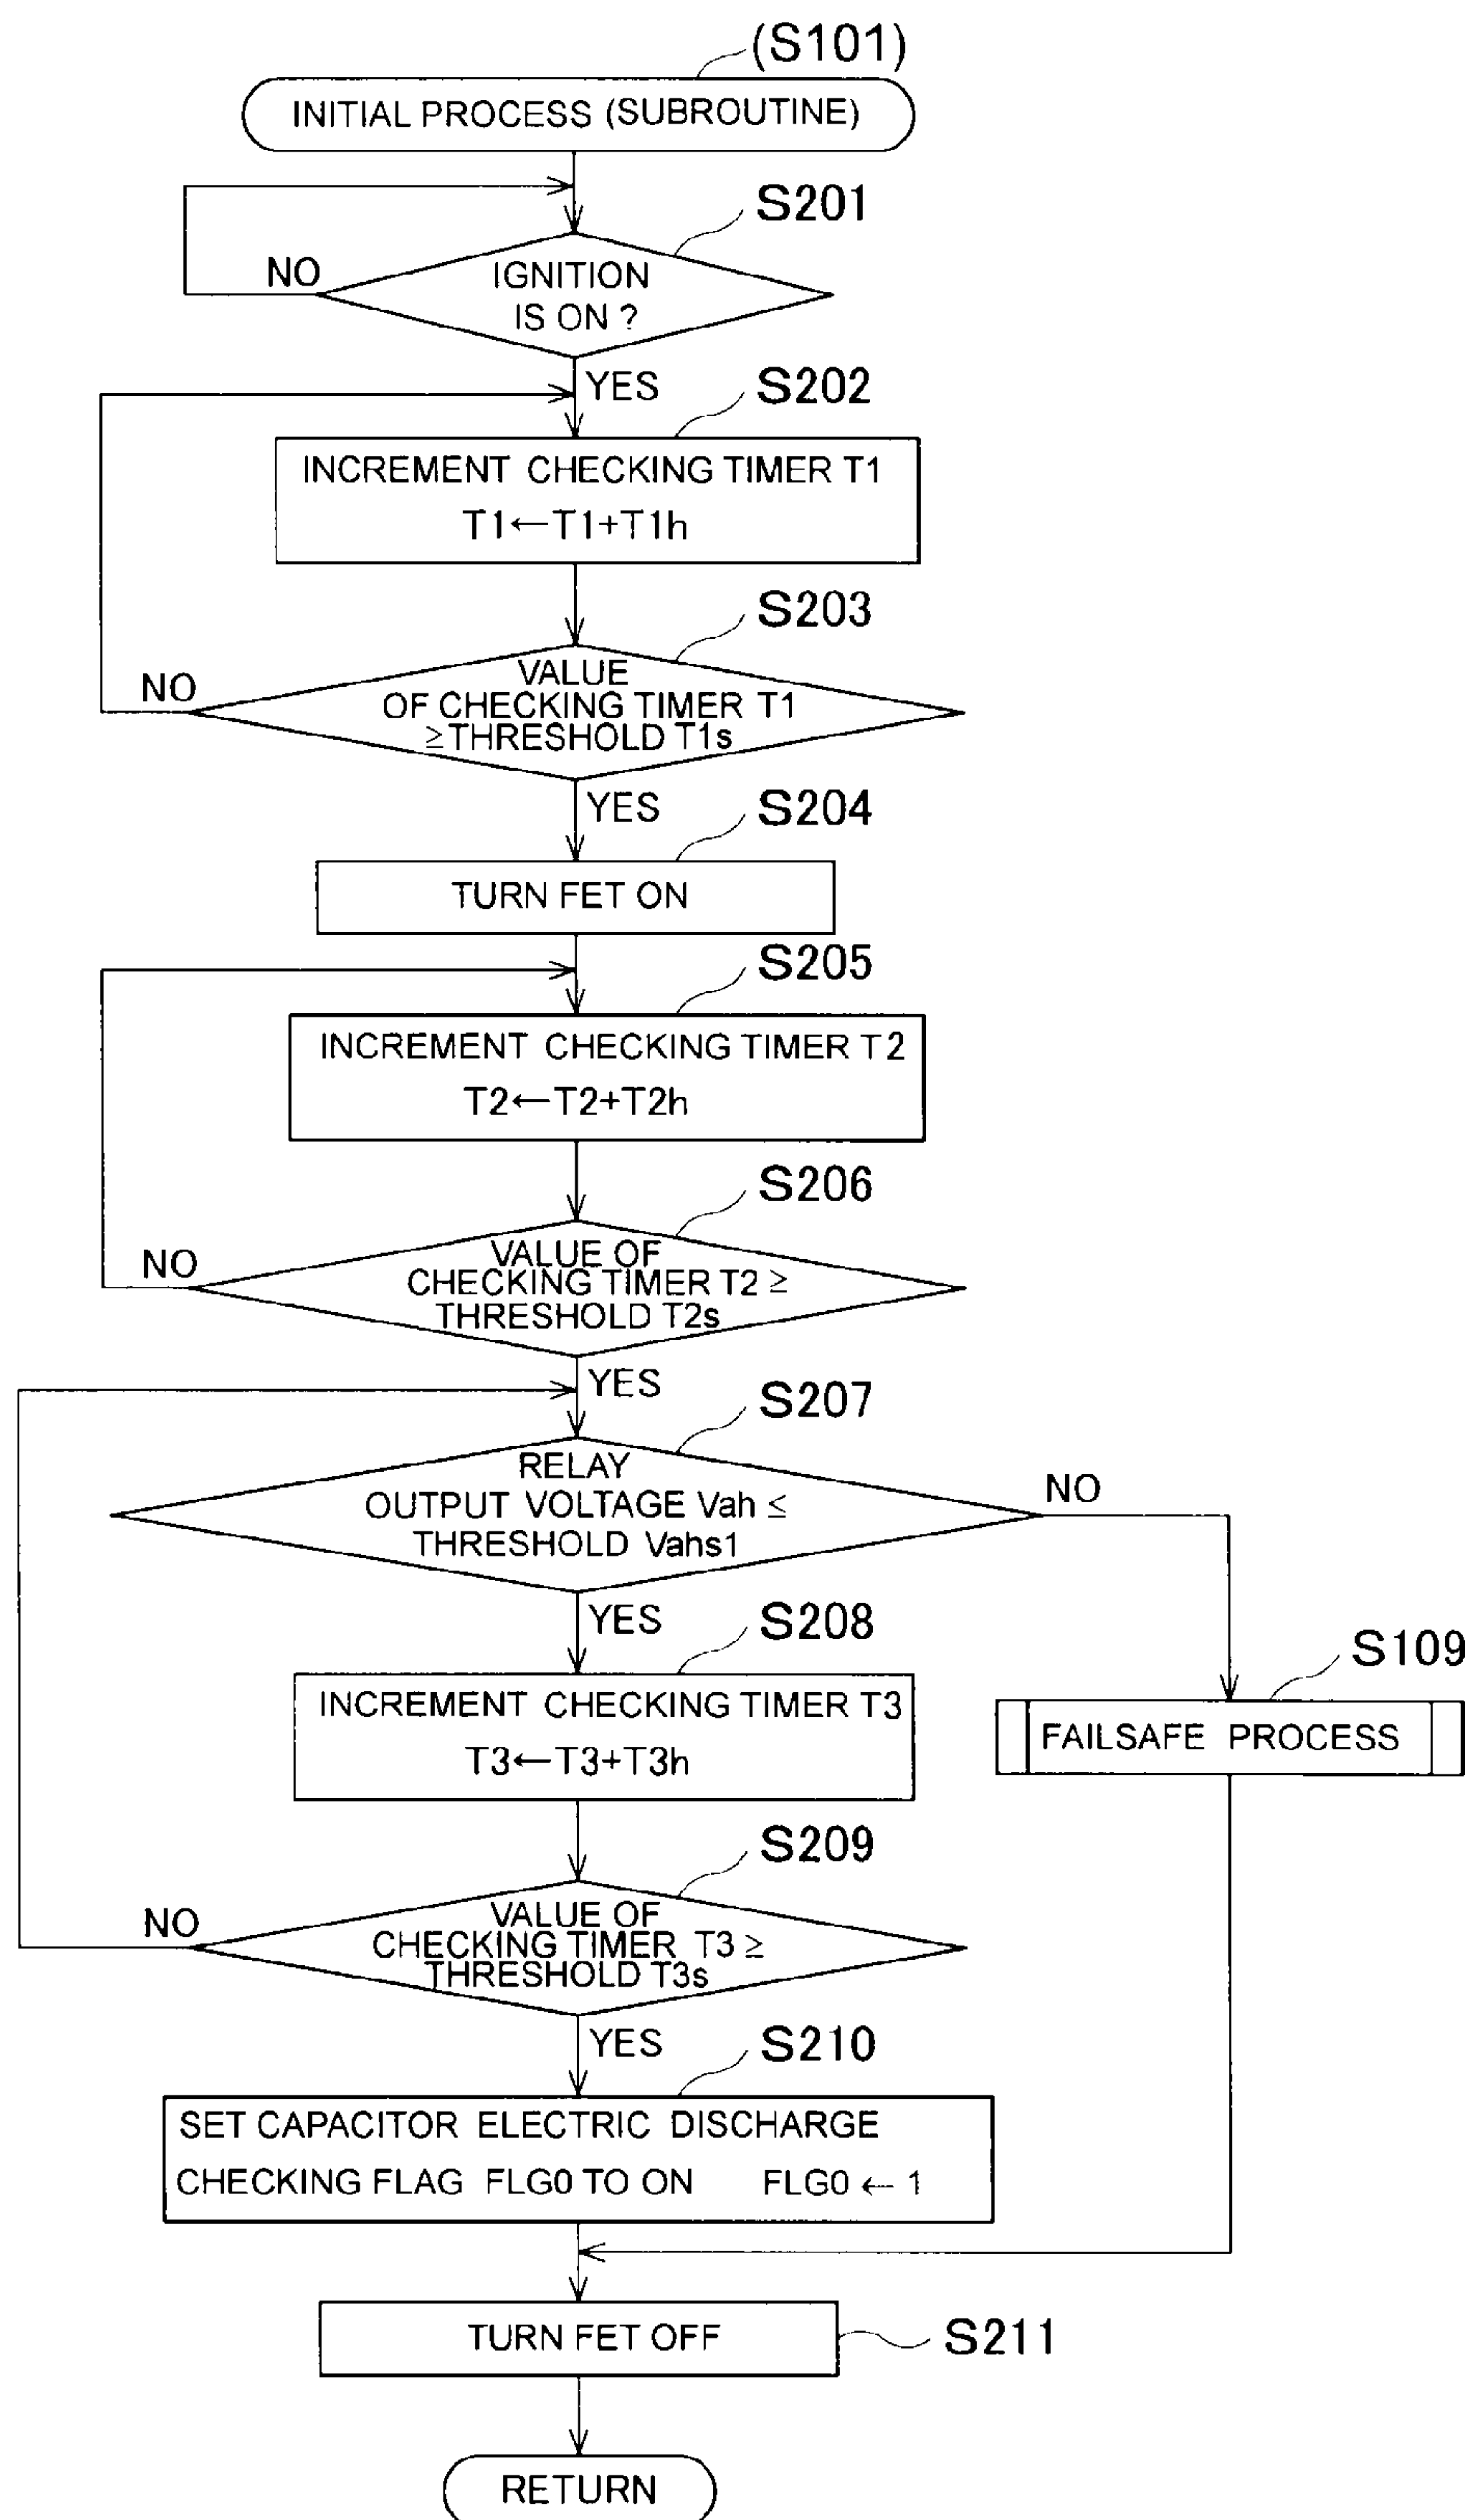 (S101)
INITIAL PROCESS (SUBROUTINE)
S201
NO
IGNITION
IS ON ?
YES
S202
INCREMENT CHECKING TIMER T1
T1←T1+T1h
S203
NO
VALUE
OF CHECKING TIMER T1
≥THRESHOLD T1s
YES
S204
TURN FET ON
S205
INCREMENT CHECKING TIMER T2
T2←T2+T2h
S206
NO
VALUE OF
CHECKING TIMER T2 ≥
THRESHOLD T2s
YES
S207
RELAY
OUTPUT VOLTAGE Vah ≤
THRESHOLD Vahs1
NO
YES
S208
S109
INCREMENT CHECKING TIMER T3
T3←T3+T3h
FAILSAFE PROCESS
S209
NO
VALUE OF
CHECKING TIMER T3 ≥
THRESHOLD T3s
YES
S210
SET CAPACITOR ELECTRIC DISCHARGE
CHECKING FLAG FLG0 TO ON FLG0 ← 1
TURN FET OFF
S211
RETURN